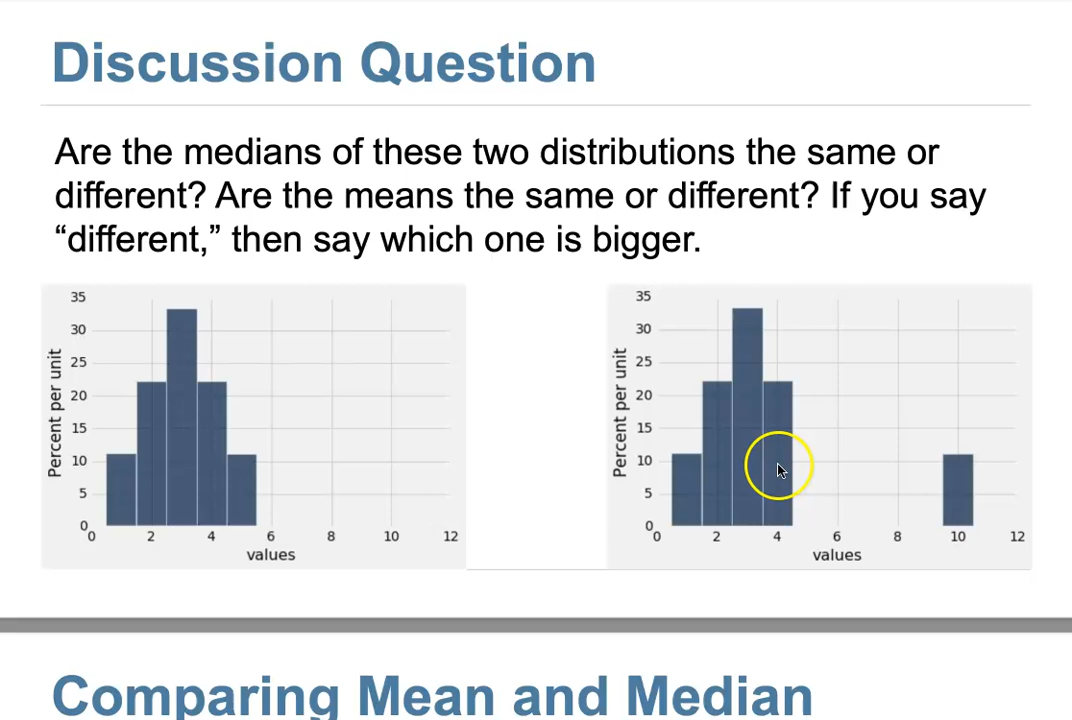 Discussion Question
Are the medians of these two distributions the same or
different? Are the means the same or different? If you say
“different,” then say which one is bigger.
35
30
25
20
15
10
5
0
Percent per unit
0 2 4 6 8 10 12
values
35
30
25
20
15
10
5
0
Percent per unit
0 2 4 6 8 10 12
values
Comparing Mean and Median